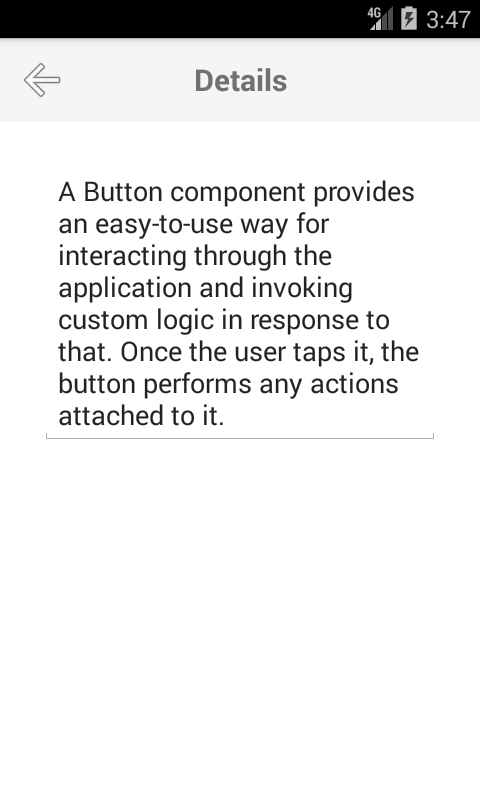 4G 3:47
Details
A Button component provides
an easy-to-use way for
interacting through the
application and invoking
custom logic in response to
that. Once the user taps it, the
button performs any actions
attached to it.